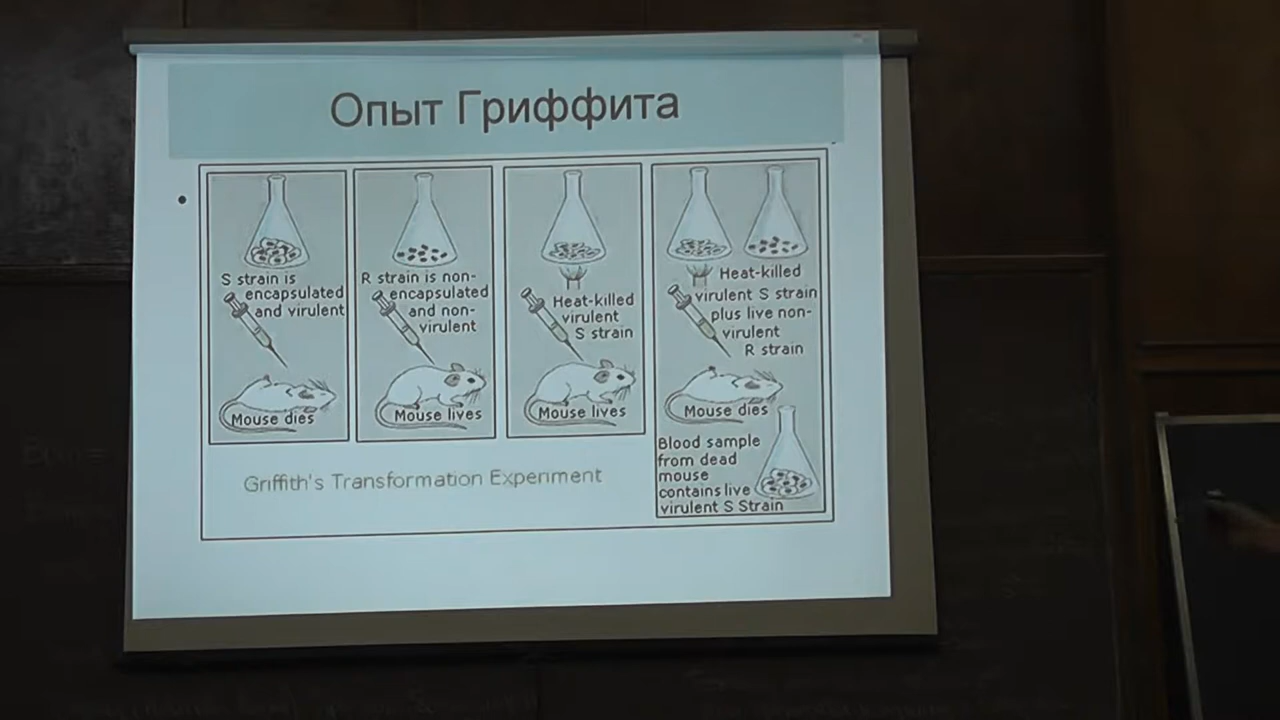 Опыт Гриффита
S strain is
encapsulated
and virulent
Mouse dies
R strain is non-
encapsulated
and non-
virulent
Mouse lives
Heat-killed
virulent
S strain
Mouse lives
Heat-killed
virulent S strain
plus live non-
virulent
R strain
Mouse dies
Blood sample
from dead
mouse
contains live
virulent S Strain
Griffith's Transformation Experiment